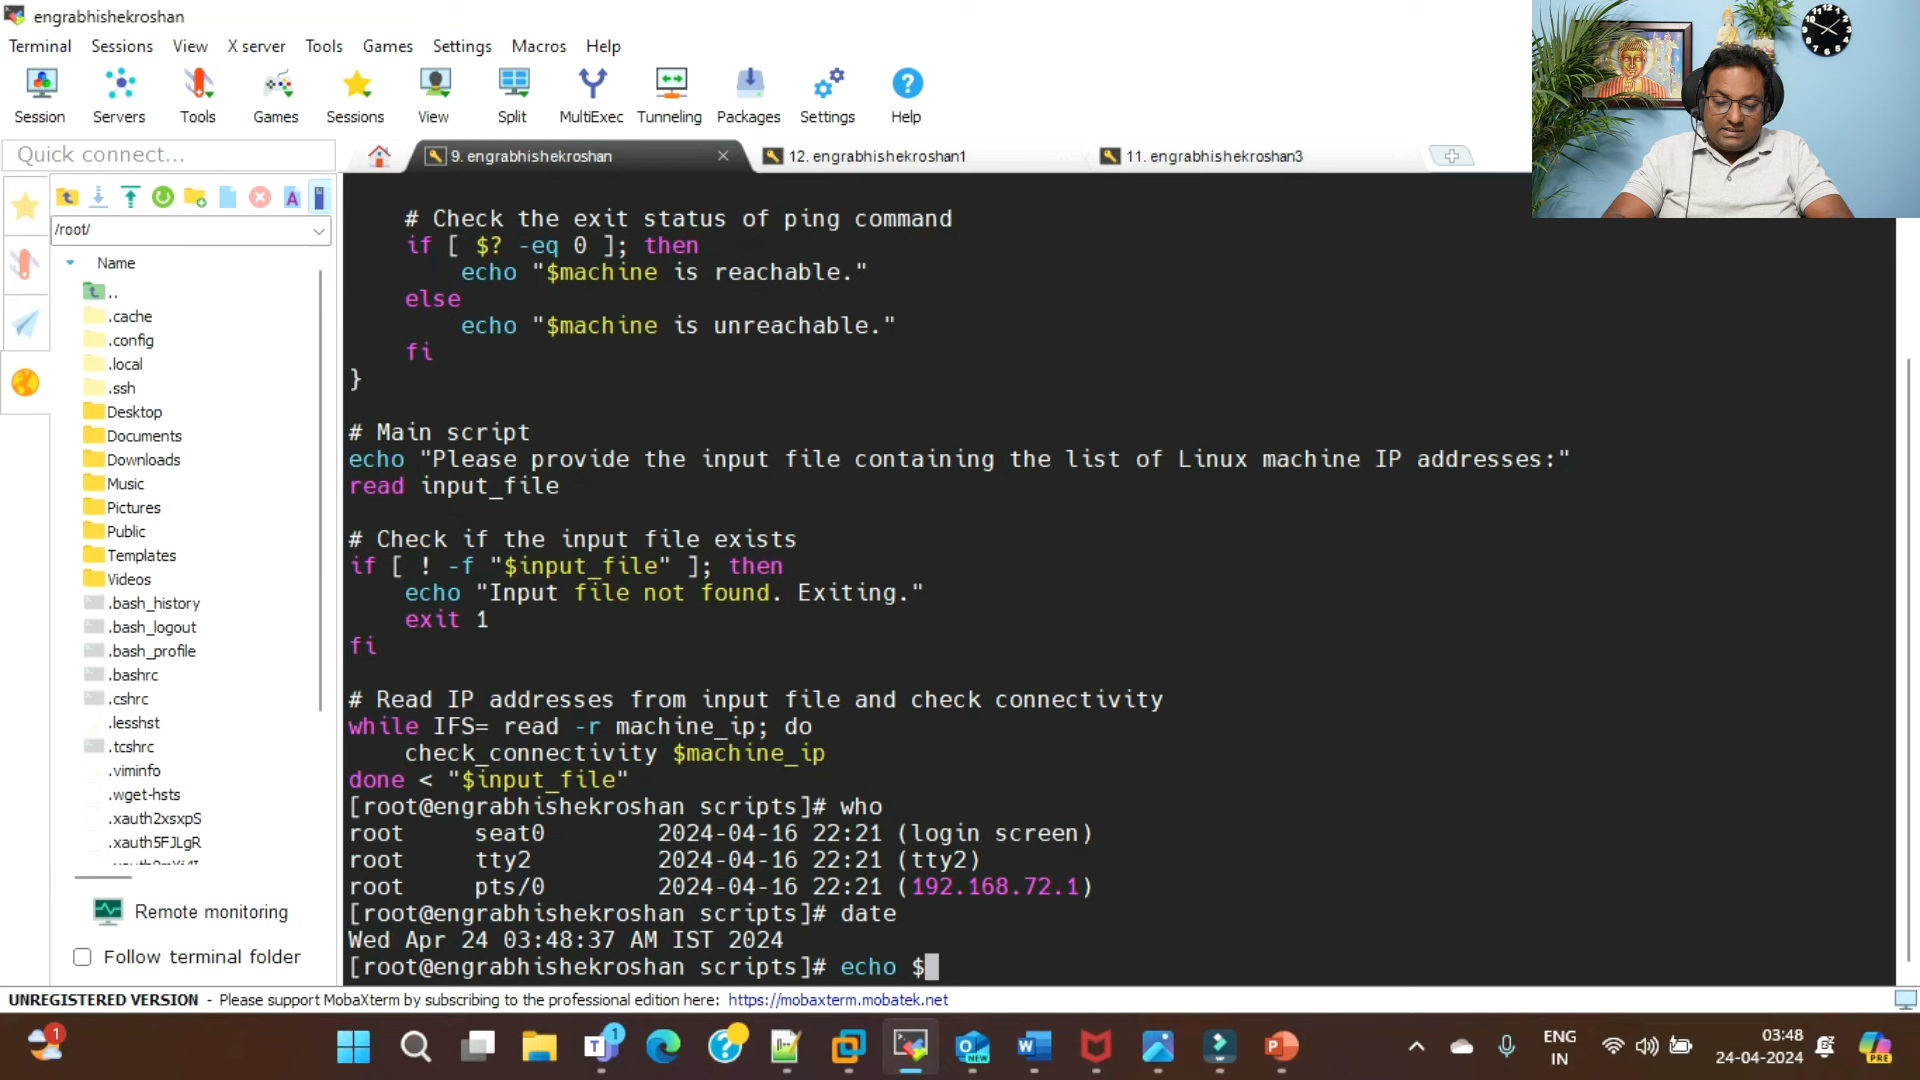 engrabhishekroshan
Terminal Sessions View X server Tools Games Settings Macros Help
Session Servers Tools Games Sessions View Split MultiExec Tunneling Packages Settings Help
Quick connect...
9. engrabhishekroshan
12. engrabhishekroshan1
11. engrabhishekroshan3
/root/
Name
..
.cache
.config
.local
.ssh
Desktop
Documents
Downloads
Music
Pictures
Public
Templates
Videos
.bash_history
.bash_logout
.bash_profile
.bashrc
.cshrc
.lesshst
.tcshrc
.viminfo
.wget-hsts
.xauth2xsxpS
.xauth5FJLgR
Remote monitoring
Follow terminal folder
# Check the exit status of ping command
if [ $? -eq 0 ]; then
echo "$machine is reachable."
else
echo "$machine is unreachable."
fi
}
# Main script
echo "Please provide the input file containing the list of Linux machine IP addresses:"
read input_file
# Check if the input file exists
if [ ! -f "$input_file" ]; then
echo "Input file not found. Exiting."
exit 1
fi
# Read IP addresses from input file and check connectivity
while IFS= read -r machine_ip; do
check_connectivity $machine_ip
done < "$input_file"
[root@engrabhishekroshan scripts]# who
root seat0 2024-04-16 22:21 (login screen)
root tty2 2024-04-16 22:21 (tty2)
root pts/0 2024-04-16 22:21 (192.168.72.1)
[root@engrabhishekroshan scripts]# date
Wed Apr 24 03:48:37 AM IST 2024
[root@engrabhishekroshan scripts]# echo $
UNREGISTERED VERSION - Please support MobaXterm by subscribing to the professional edition here: https://mobaxterm.mobatek.net
1
1
NEW
ENG
IN
03:48
24-04-2024
PRE